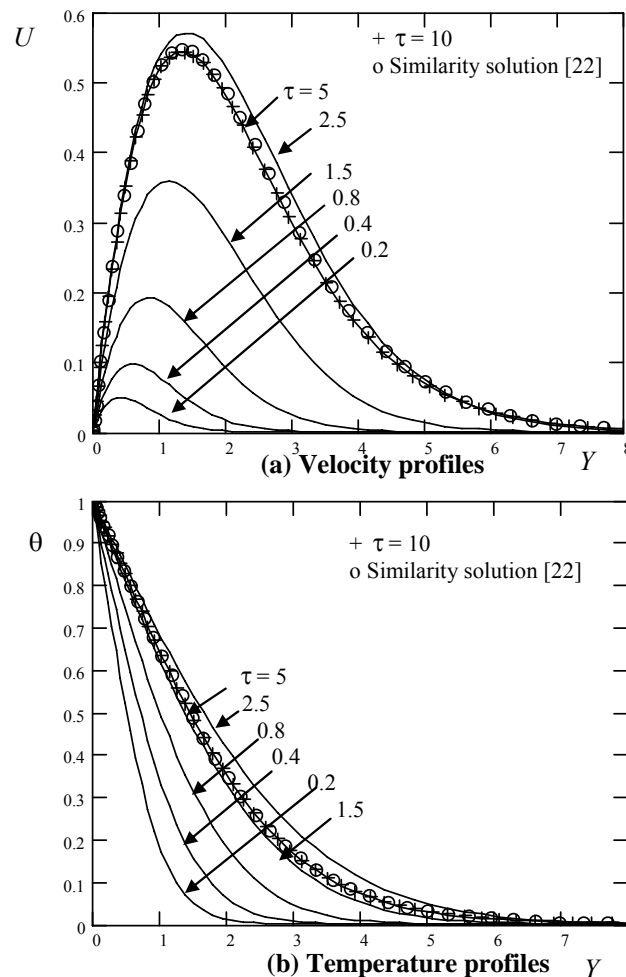 U
0.6
0.5
0.4
0.3
0.2
0.1
0
+ τ = 10
o Similarity solution [22]
τ = 5
2.5
1.5
0.8
0.4
0.2
0 1 2 3 4 5 6 7 8
(a) Velocity profiles
Y
θ
1
0.9
0.8
0.7
0.6
0.5
0.4
0.3
0.2
0.1
0
+ τ = 10
o Similarity solution [22]
τ = 5
2.5
0.8
0.4
0.2
1.5
0 1 2 3 4 5 6 7
(b) Temperature profiles
Y